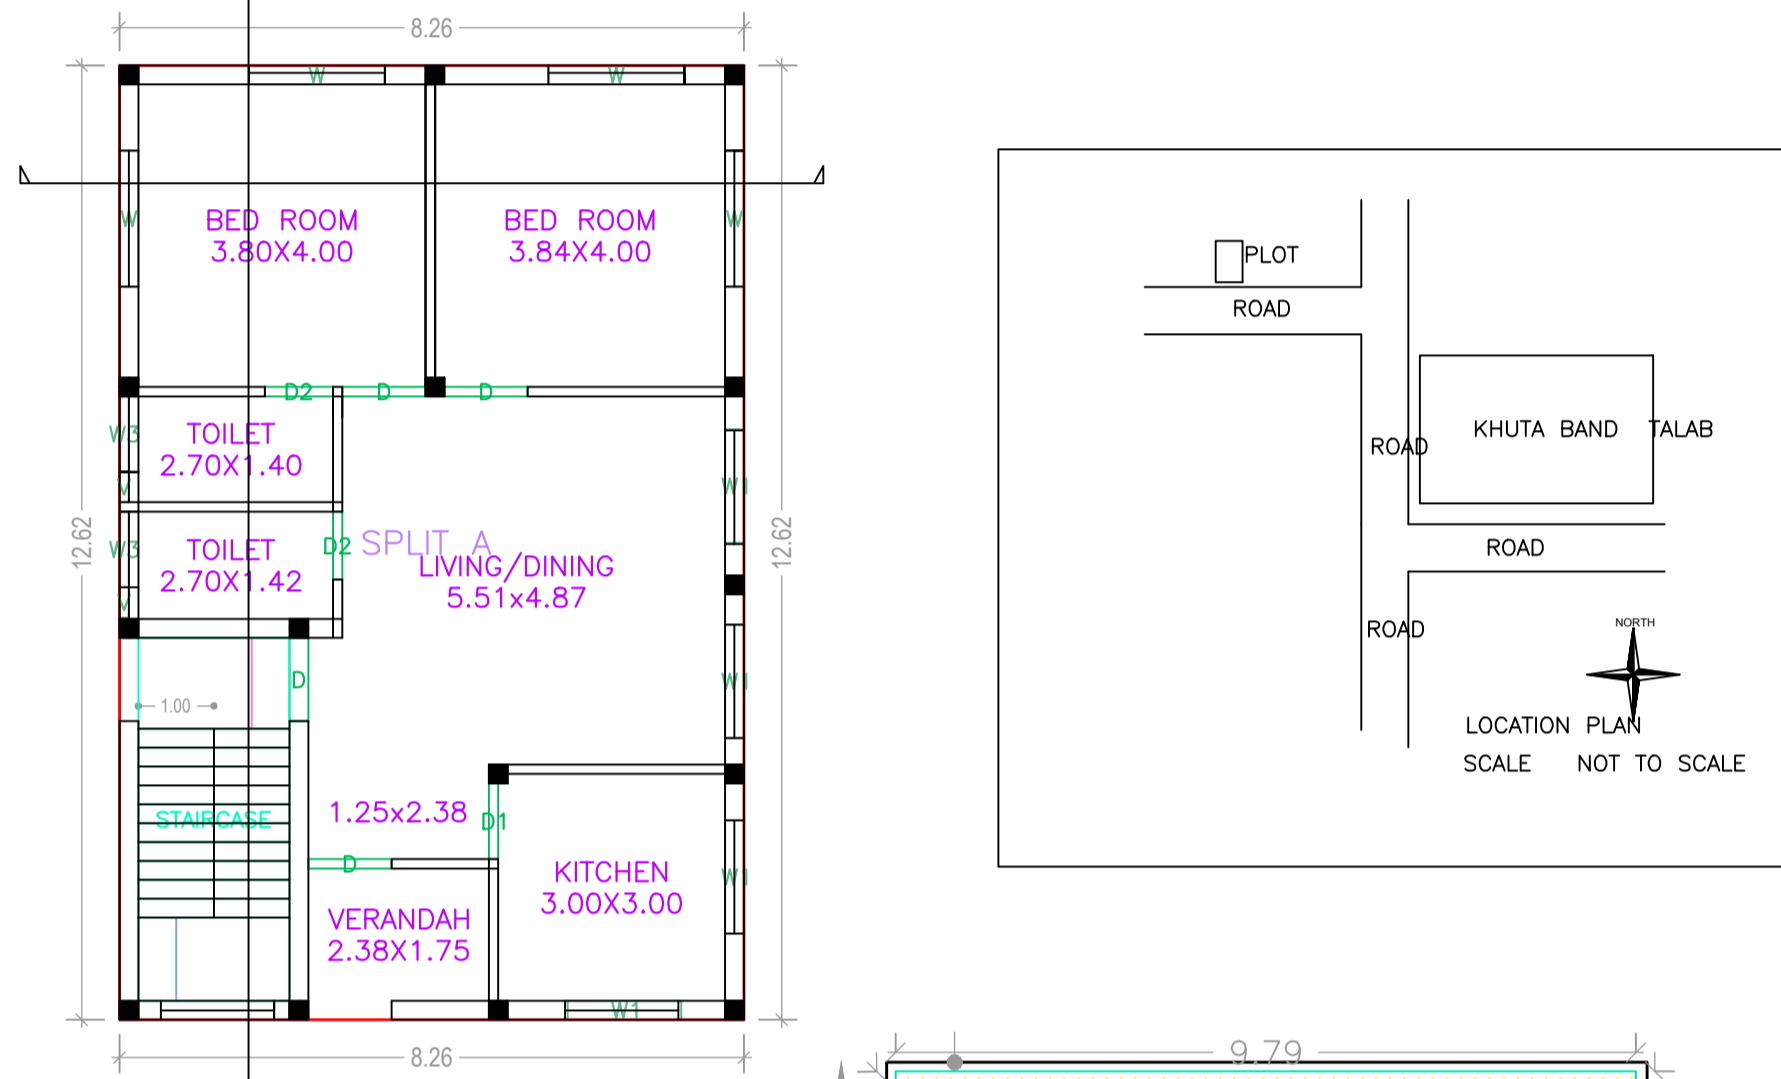 8.26
W W
12.62
12.62
W W
BED ROOM
3.80X4.00
BED ROOM
3.84X4.00
D2 D D
W3
TOILET
2.70X1.40
V
W1
W3
TOILET
2.70X1.42
V
D2
SPLIT A
LIVING/DINING
5.51x4.87
D
W1
1.00
STAIRCASE
1.25x2.38
D1
D
KITCHEN
3.00X3.00
W1
VERANDAH
2.38X1.75
W1
8.26
PLOT
ROAD
ROAD
KHUTA BAND TALAB
ROAD
ROAD
NORTH
LOCATION PLAN
SCALE NOT TO SCALE
9.79